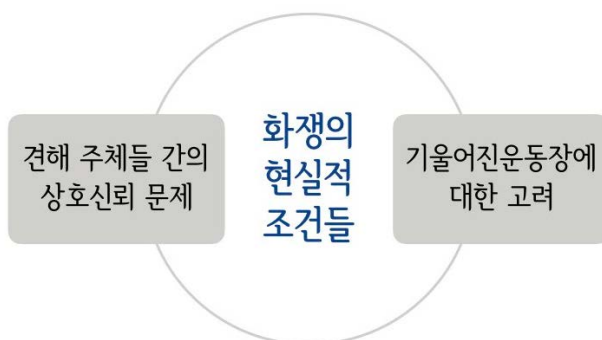 견해 주체들 간의
상호신뢰 문제
화쟁의
현실적
조건들
기울어진운동장에
대한 고려